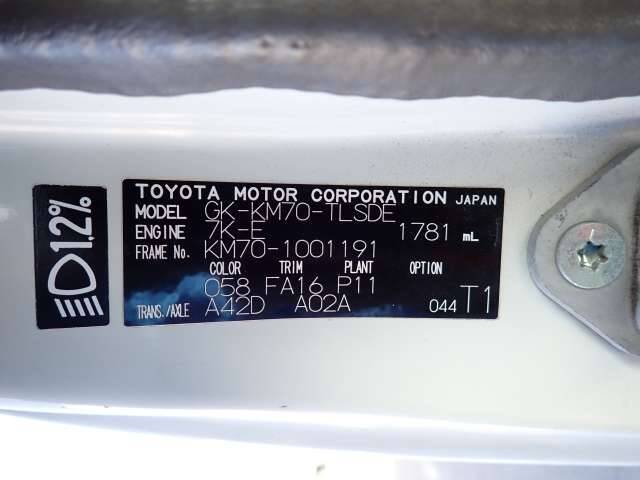 1.2%
TOYOTA MOTOR CORPORATION JAPAN
MODEL GK-KM70-TLSDE
ENGINE 7K-E 1781 mL
FRAME No. KM70-1001191
COLOR TRIM PLANT OPTION
058 FA16 P11
TRANS./AXLE A42D A02A 044 T1